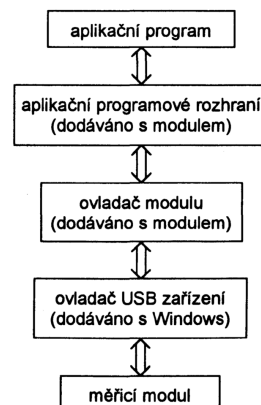 aplikační program
aplikační programové rozhraní
(dodáváno s modulem)
ovladač modulu
(dodáváno s modulem)
ovladač USB zařízení
(dodáváno s Windows)
měřicí modul